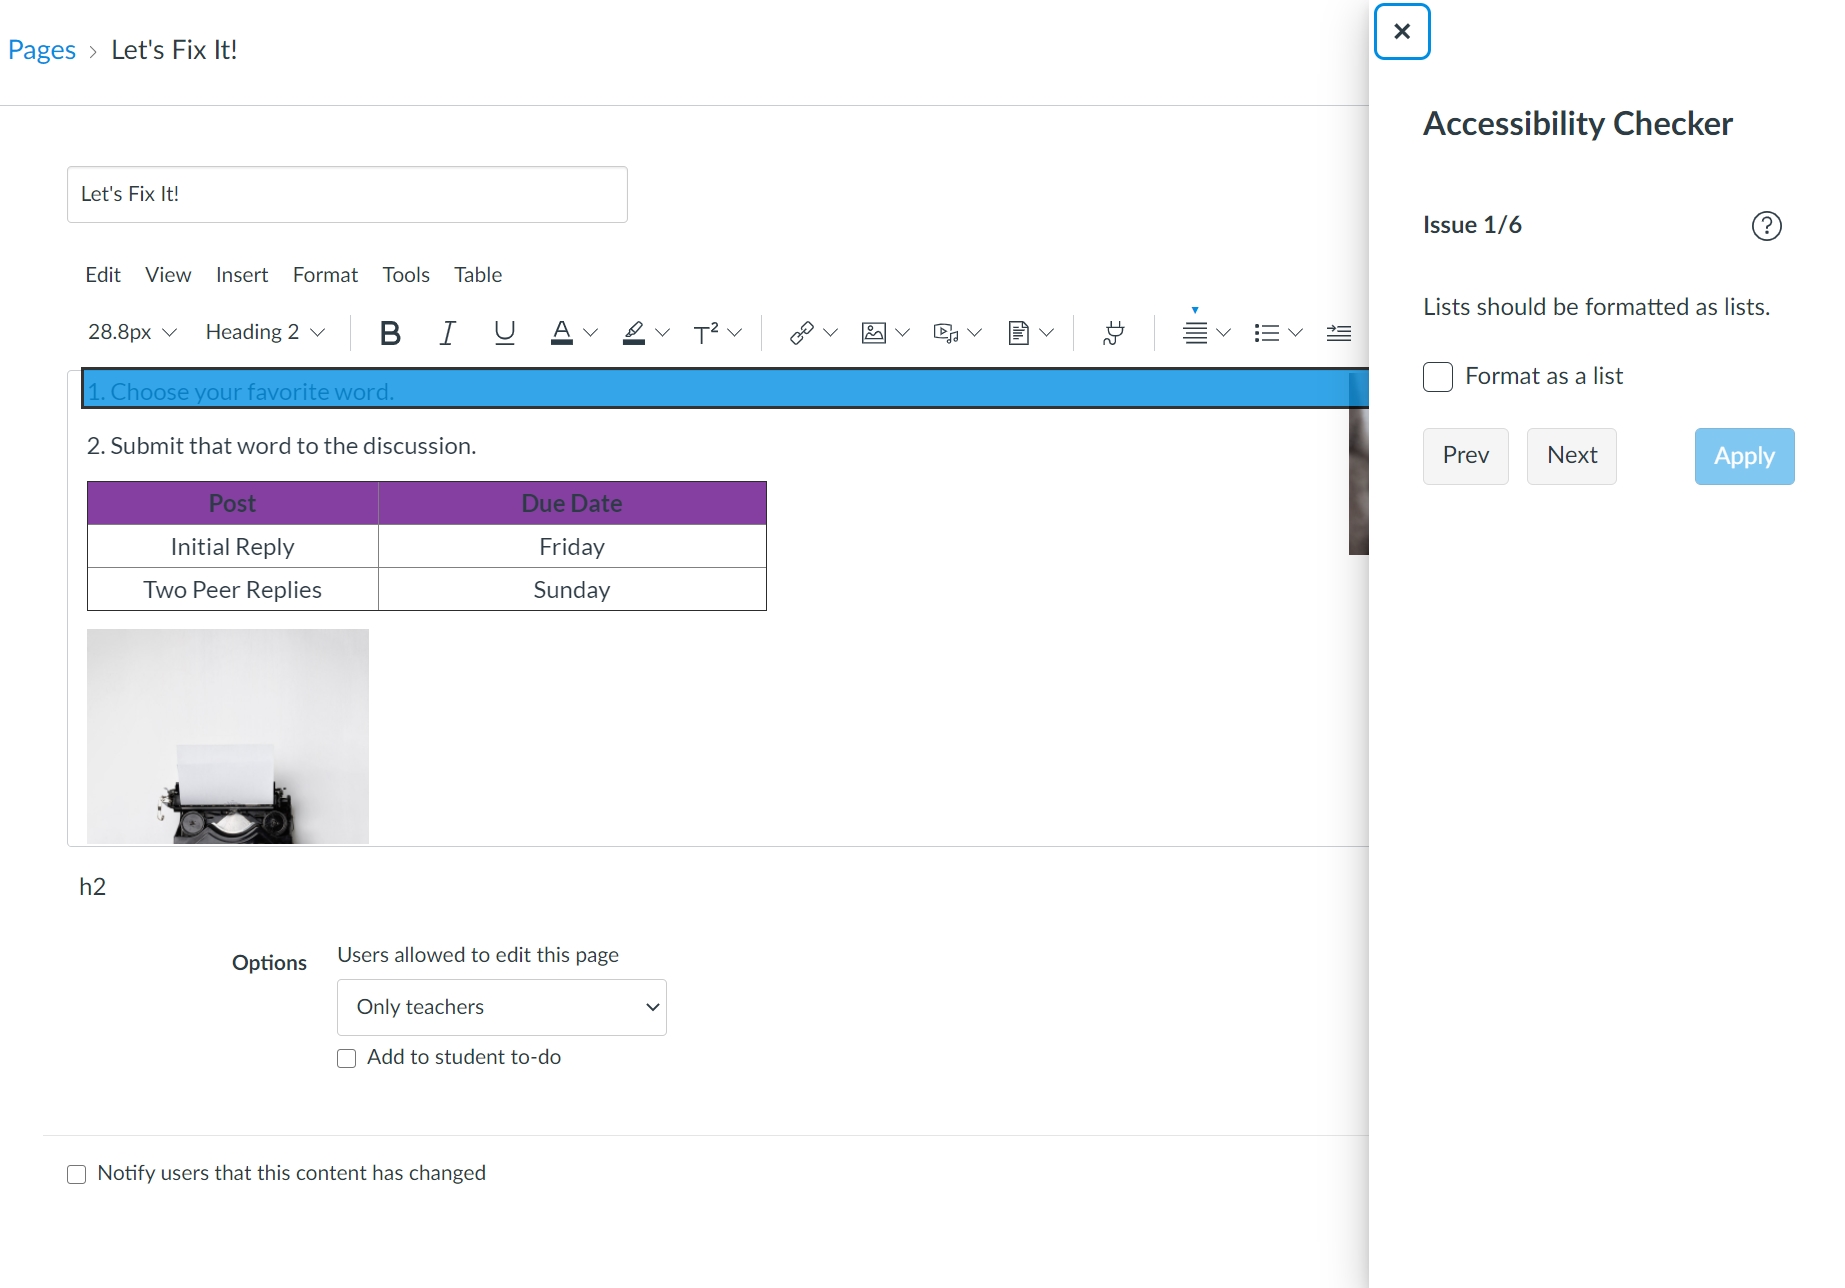 Pages > Let's Fix It!
Let's Fix It!
Edit View Insert Format Tools Table
28.8px Heading 2 B I U A T²
1. Choose your favorite word.
2. Submit that word to the discussion.
Post Due Date
Initial Reply Friday
Two Peer Replies Sunday
h2
Options Users allowed to edit this page
Only teachers
Add to student to-do
Notify users that this content has changed
Accessibility Checker
Issue 1/6 ?
Lists should be formatted as lists.
Format as a list
Prev Next Apply